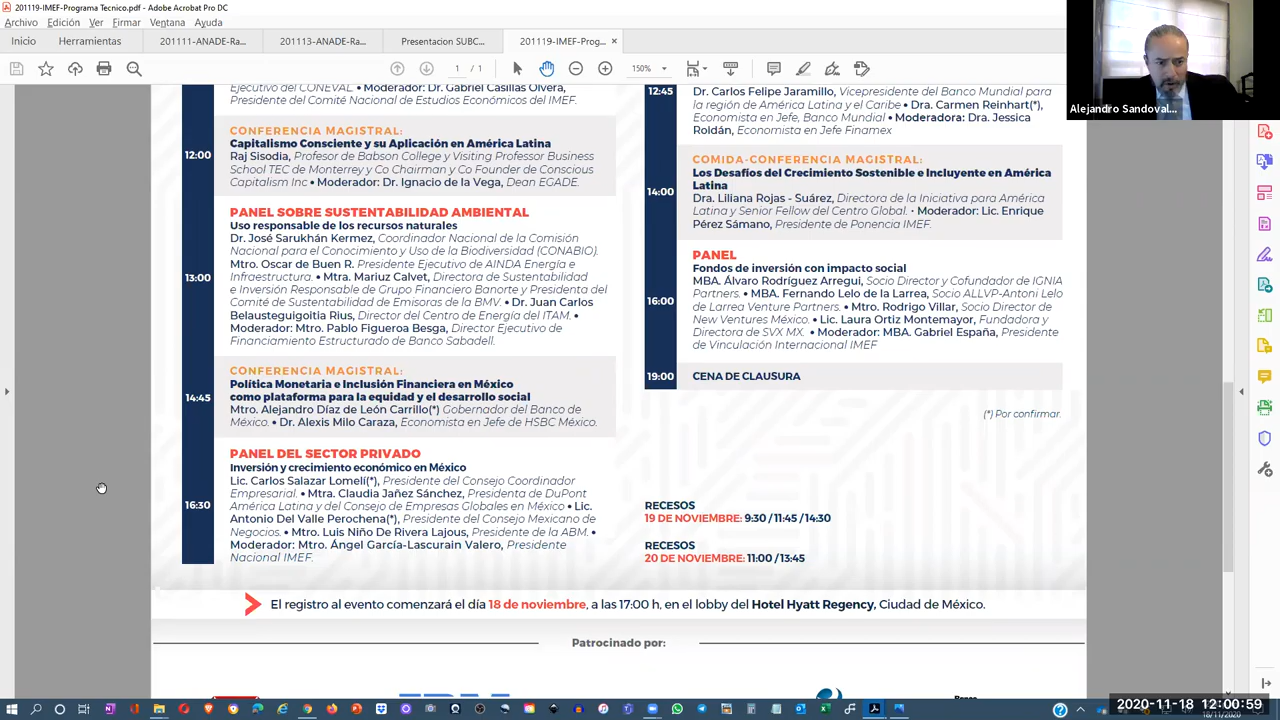 201119-IMEF-Programa Tecnico.pdf - Adobe Acrobat Pro DC
Archivo Edición Ver Firmar Ventana Ayuda
Inicio Herramientas 201111-ANADE-Ra... 201113-ANADE-Ra... Presentacion SUBC... 201119-IMEF-Prog... ×
1 / 1 150%
Alejandro Sandoval...
Ejecutivo del CONEVAL • Moderador: Dr. Gabriel Casillas Olvera,
Presidente del Comité Nacional de Estudios Económicos del IMEF.
12:00
CONFERENCIA MAGISTRAL:
Capitalismo Consciente y su Aplicación en América Latina
Raj Sisodia, Profesor de Babson College y Visiting Professor Business
School TEC de Monterrey y Co Chairman y Co Founder de Conscious
Capitalism Inc • Moderador: Dr. Ignacio de la Vega, Dean EGADE.
13:00
PANEL SOBRE SUSTENTABILIDAD AMBIENTAL
Uso responsable de los recursos naturales
Dr. José Sarukhán Kermez, Coordinador Nacional de la Comisión
Nacional para el Conocimiento y Uso de la Biodiversidad (CONABIO).
Mtro. Oscar de Buen R. Presidente Ejecutivo de AINDA Energía e
Infraestructura. • Mtra. Mariuz Calvet, Directora de Sustentabilidad
e Inversión Responsable de Grupo Financiero Banorte y Presidenta del
Comité de Sustentabilidad de Emisoras de la BMV. • Dr. Juan Carlos
Belausteguigoitia Rius, Director del Centro de Energía del ITAM. •
Moderador: Mtro. Pablo Figueroa Besga, Director Ejecutivo de
Financiamiento Estructurado de Banco Sabadell.
14:45
CONFERENCIA MAGISTRAL:
Política Monetaria e Inclusión Financiera en México
como plataforma para la equidad y el desarrollo social
Mtro. Alejandro Díaz de León Carrillo(*) Gobernador del Banco de
México. • Dr. Alexis Milo Caraza, Economista en Jefe de HSBC México.
16:30
PANEL DEL SECTOR PRIVADO
Inversión y crecimiento económico en México
Lic. Carlos Salazar Lomelí(*), Presidente del Consejo Coordinador
Empresarial. • Mtra. Claudia Jañez Sánchez, Presidenta de DuPont
América Latina y del Consejo de Empresas Globales en México • Lic.
Antonio Del Valle Perochena(*), Presidente del Consejo Mexicano de
Negocios. • Mtro. Luis Niño De Rivera Lajous, Presidente de la ABM. •
Moderador: Mtro. Ángel García-Lascurain Valero, Presidente
Nacional IMEF.
12:45
Dr. Carlos Felipe Jaramillo, Vicepresidente del Banco Mundial para
la región de América Latina y el Caribe • Dra. Carmen Reinhart(*),
Economista en Jefe, Banco Mundial • Moderadora: Dra. Jessica
Roldán, Economista en Jefe Finamex
14:00
COMIDA-CONFERENCIA MAGISTRAL:
Los Desafíos del Crecimiento Sostenible e Incluyente en América
Latina
Dra. Liliana Rojas - Suárez, Directora de la Iniciativa para América
Latina y Senior Fellow del Centro Global. • Moderador: Lic. Enrique
Pérez Sámano, Presidente de Ponencia IMEF.
16:00
PANEL
Fondos de inversión con impacto social
MBA. Álvaro Rodríguez Arregui, Socio Director y Cofundador de IGNIA
Partners. • MBA. Fernando Lelo de la Larrea, Socio ALLVP-Antoni Lelo
de Larrea Venture Partners. • Mtro. Rodrigo Villar, Socio Director de
New Ventures México. • Lic. Laura Ortiz Montemayor, Fundadora y
Directora de SVX MX. • Moderador: MBA. Gabriel España, Presidente
de Vinculación Internacional IMEF
19:00
CENA DE CLAUSURA
(*) Por confirmar.
RECESOS
19 DE NOVIEMBRE: 9:30 / 11:45 / 14:30
RECESOS
20 DE NOVIEMBRE: 11:00 / 13:45
El registro al evento comenzará el día 18 de noviembre, a las 17:00 h, en el lobby del Hotel Hyatt Regency, Ciudad de México.
Patrocinado por:
2020-11-18 12:00:59
18/11/2020